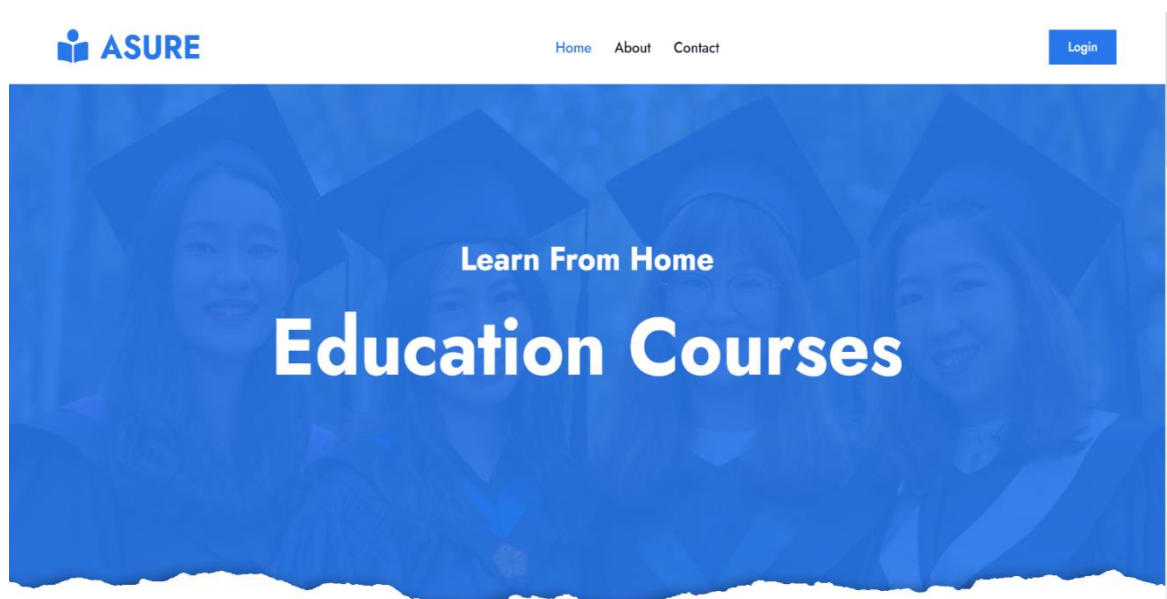 ASURE
Home About Contact
Login
Learn From Home
Education Courses